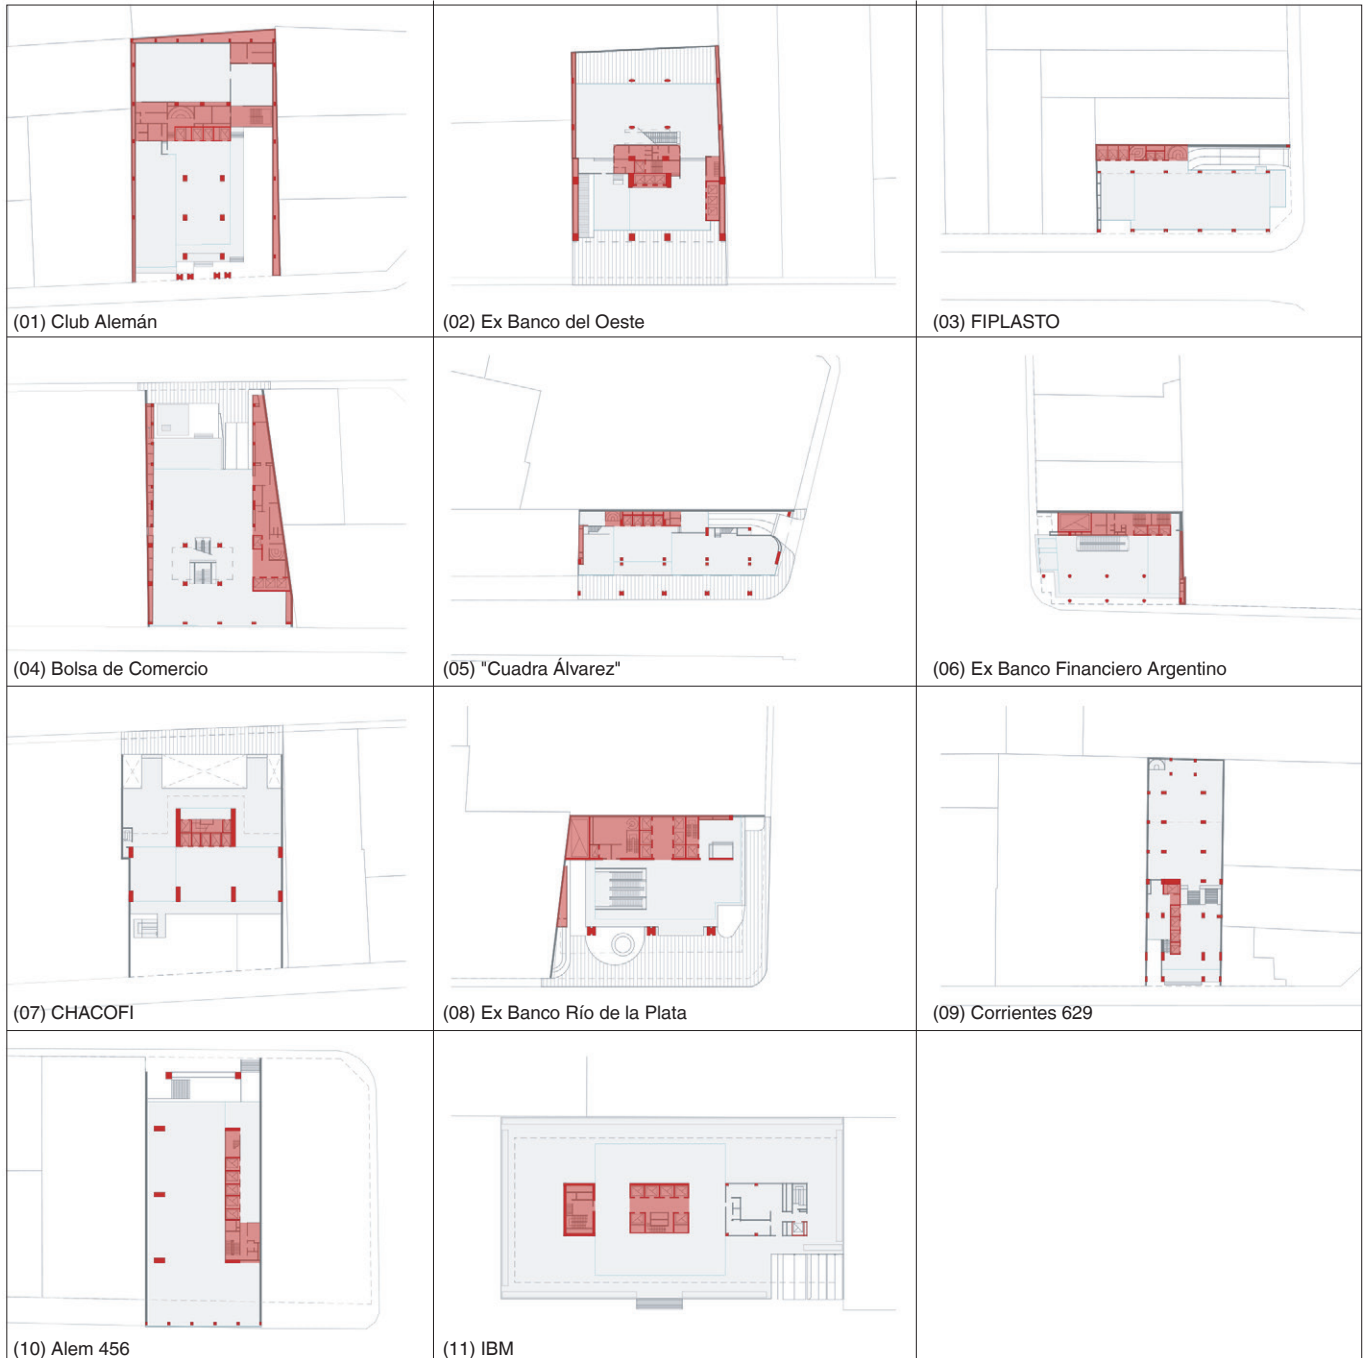 (01) Club Alemán
(02) Ex Banco del Oeste
(03) FIPLASTO
(04) Bolsa de Comercio
(05) "Cuadra Álvarez"
(06) Ex Banco Financiero Argentino
(07) CHACOFI
(08) Ex Banco Río de la Plata
(09) Corrientes 629
(10) Alem 456
(11) IBM